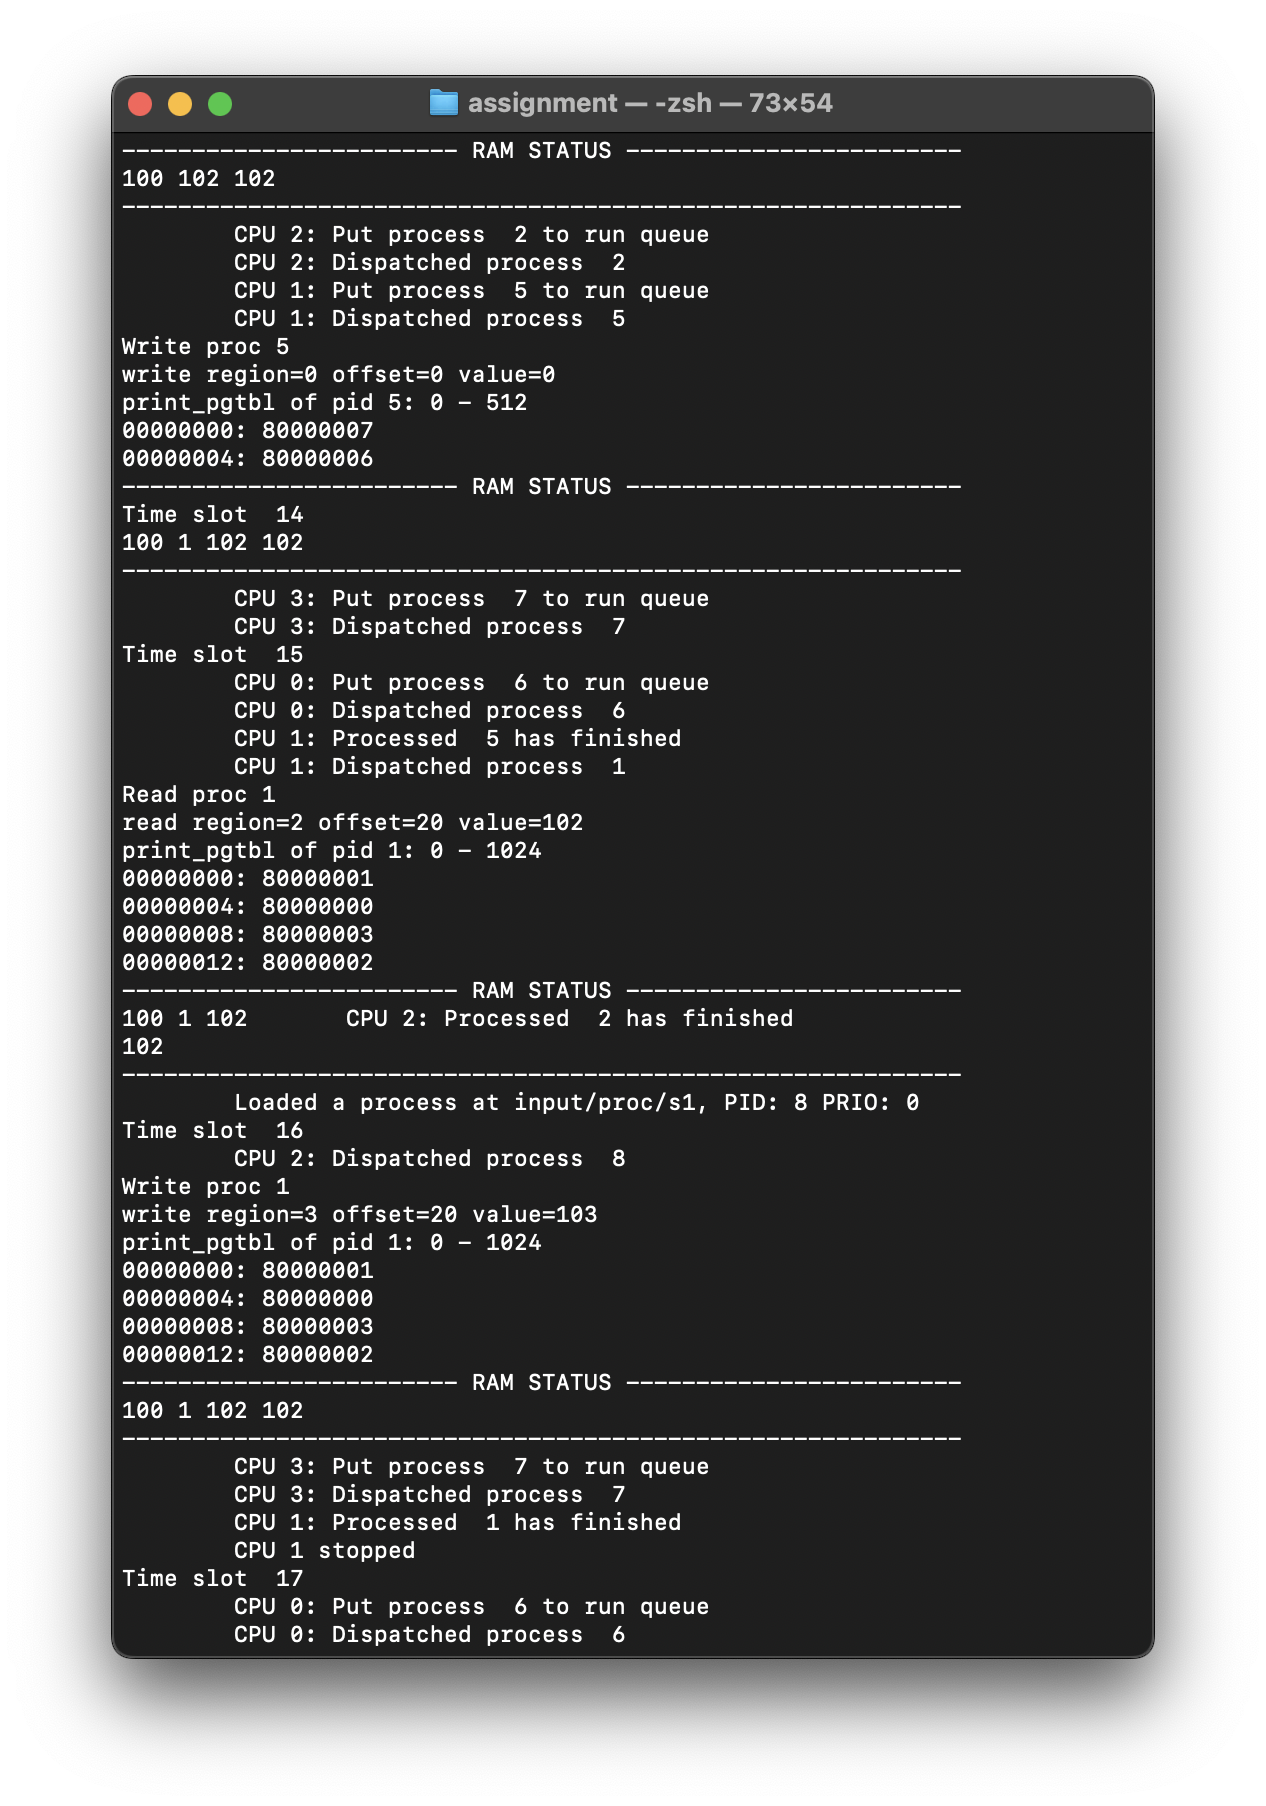 assignment — -zsh — 73×54
------------------------ RAM STATUS ------------------------
100 102 102
------------------------------------------------------------
        CPU 2: Put process  2 to run queue
        CPU 2: Dispatched process  2
        CPU 1: Put process  5 to run queue
        CPU 1: Dispatched process  5
Write proc 5
write region=0 offset=0 value=0
print_pgtbl of pid 5: 0 - 512
00000000: 80000007
00000004: 80000006
------------------------ RAM STATUS ------------------------
Time slot  14
100 1 102 102
------------------------------------------------------------
        CPU 3: Put process  7 to run queue
        CPU 3: Dispatched process  7
Time slot  15
        CPU 0: Put process  6 to run queue
        CPU 0: Dispatched process  6
        CPU 1: Processed  5 has finished
        CPU 1: Dispatched process  1
Read proc 1
read region=2 offset=20 value=102
print_pgtbl of pid 1: 0 - 1024
00000000: 80000001
00000004: 80000000
00000008: 80000003
00000012: 80000002
------------------------ RAM STATUS ------------------------
100 1 102       CPU 2: Processed  2 has finished
102
------------------------------------------------------------
        Loaded a process at input/proc/s1, PID: 8 PRIO: 0
Time slot  16
        CPU 2: Dispatched process  8
Write proc 1
write region=3 offset=20 value=103
print_pgtbl of pid 1: 0 - 1024
00000000: 80000001
00000004: 80000000
00000008: 80000003
00000012: 80000002
------------------------ RAM STATUS ------------------------
100 1 102 102
------------------------------------------------------------
        CPU 3: Put process  7 to run queue
        CPU 3: Dispatched process  7
        CPU 1: Processed  1 has finished
        CPU 1 stopped
Time slot  17
        CPU 0: Put process  6 to run queue
        CPU 0: Dispatched process  6